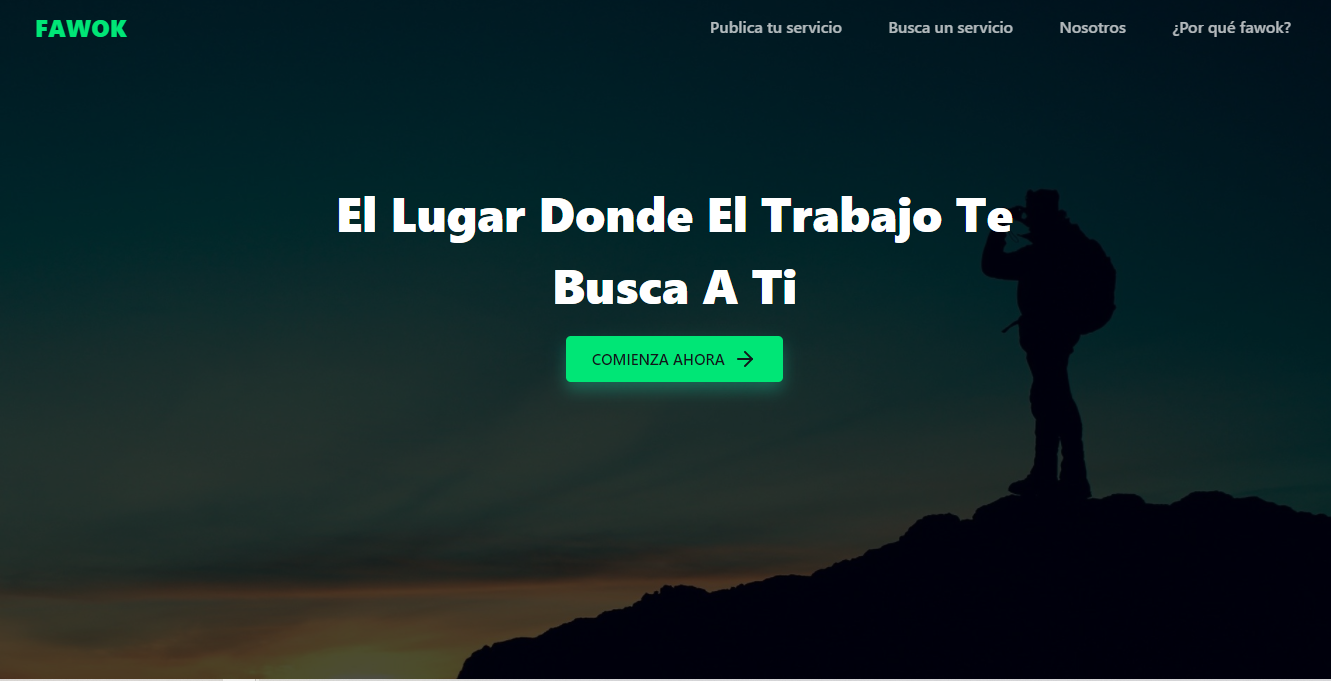 FAWOK
Publica tu servicio
Busca un servicio
Nosotros
¿Por qué fawok?
El Lugar Donde El Trabajo Te
Busca A Ti
COMIENZA AHORA